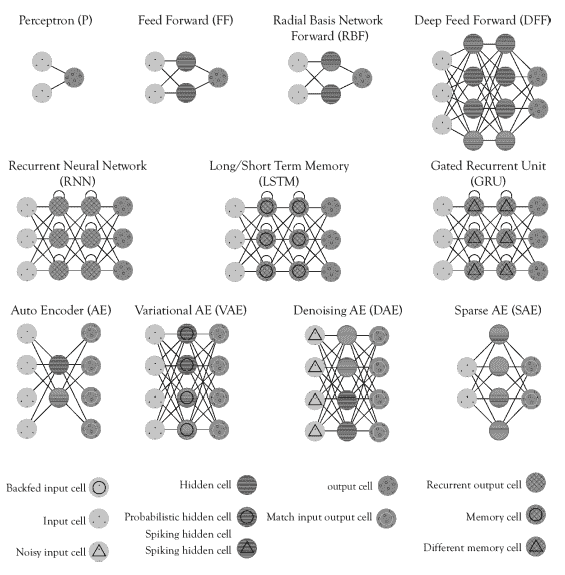 Perceptron (P)
Feed Forward (FF)
Radial Basis Network
Forward (RBF)
Deep Feed Forward (DFF)
Recurrent Neural Network
(RNN)
Long/Short Term Memory
(LSTM)
Gated Recurrent Unit
(GRU)
Auto Encoder (AE)
Variational AE (VAE)
Denoising AE (DAE)
Sparse AE (SAE)
Backfed input cell
Input cell
Noisy input cell
Hidden cell
Probablistic hidden cell
Spiking hidden cell
Spiking hidden cell
output cell
Match input output cell
Recurrent output cell
Memory cell
Different memory cell